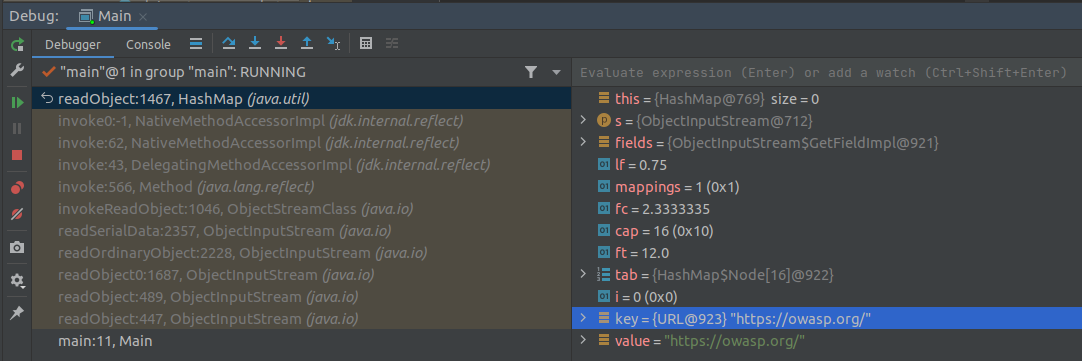 Debug: Main ×
Debugger Console
"main"@1 in group "main": RUNNING
readObject:1467, HashMap (java.util)
invoke0:-1, NativeMethodAccessorImpl (jdk.internal.reflect)
invoke:62, NativeMethodAccessorImpl (jdk.internal.reflect)
invoke:43, DelegatingMethodAccessorImpl (jdk.internal.reflect)
invoke:566, Method (java.lang.reflect)
invokeReadObject:1046, ObjectStreamClass (java.io)
readSerialData:2357, ObjectInputStream (java.io)
readOrdinaryObject:2228, ObjectInputStream (java.io)
readObject0:1687, ObjectInputStream (java.io)
readObject:489, ObjectInputStream (java.io)
readObject:447, ObjectInputStream (java.io)
main:11, Main
Evaluate expression (Enter) or add a watch (Ctrl+Shift+Enter)
this = {HashMap@769} size = 0
s = {ObjectInputStream@712}
fields = {ObjectInputStream$GetFieldImpl@921}
lf = 0.75
mappings = 1 (0x1)
fc = 2.3333335
cap = 16 (0x10)
ft = 12.0
tab = {HashMap$Node[16]@922}
i = 0 (0x0)
key = {URL@923} "https://owasp.org/"
value = "https://owasp.org/"